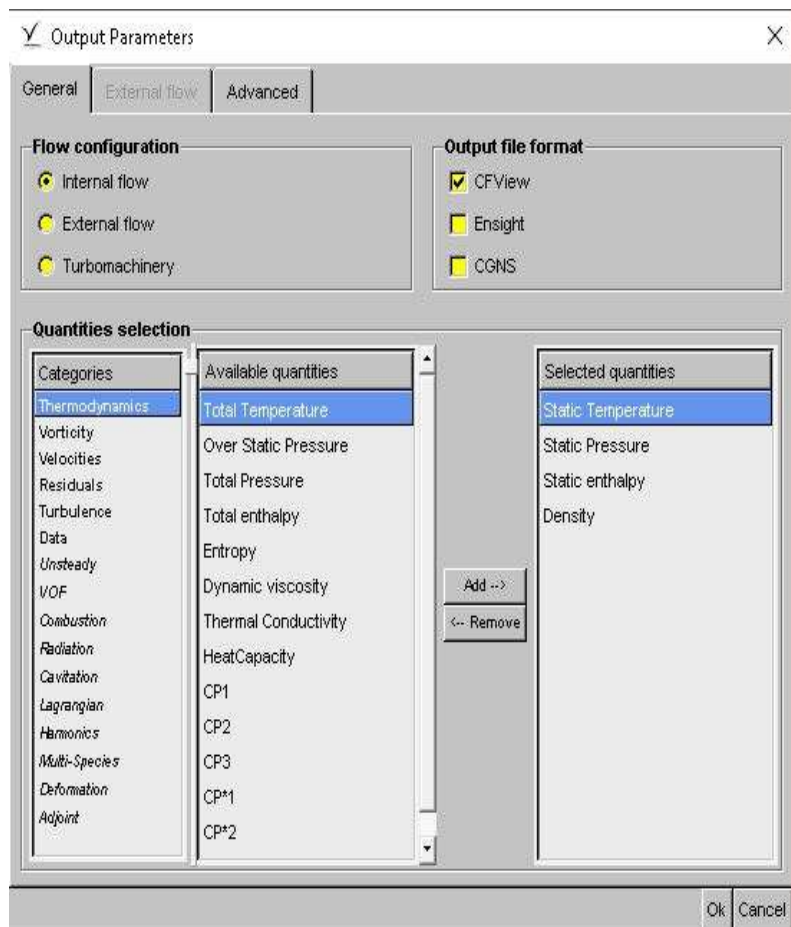 Output Parameters
General
External flow
Advanced
Flow configuration
Internal flow
External flow
Turbomachinery
Output file format
CFView
Ensight
CGNS
Quantities selection
Categories
Thermodynamics
Vorticity
Velocities
Residuals
Turbulence
Data
Unsteady
VOF
Combustion
Radiation
Cavitation
Lagrangian
Harmonics
Multi-Species
Deformation
Adjoint
Available quantities
Total Temperature
Over Static Pressure
Total Pressure
Total enthalpy
Entropy
Dynamic viscosity
Thermal Conductivity
HeatCapacity
CP1
CP2
CP3
CP*1
CP*2
Add -->
<-- Remove
Selected quantities
Static Temperature
Static Pressure
Static enthalpy
Density
Ok
Cancel